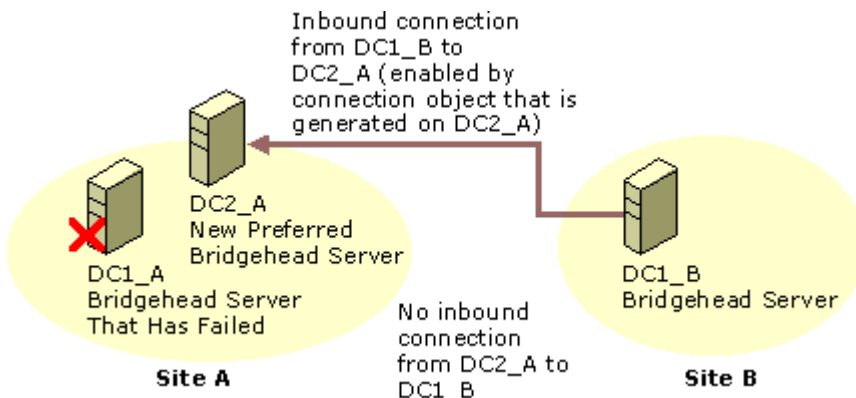 Inbound connection
from DC1_B to
DC2_A (enabled by
connection object that is
generated on DC2_A)
DC2_A
New Preferred
Bridgehead Server
DC1_A
Bridgehead Server
That Has Failed
DC1_B
Bridgehead Server
No inbound
connection
from DC2_A to
DC1_B
Site A
Site B